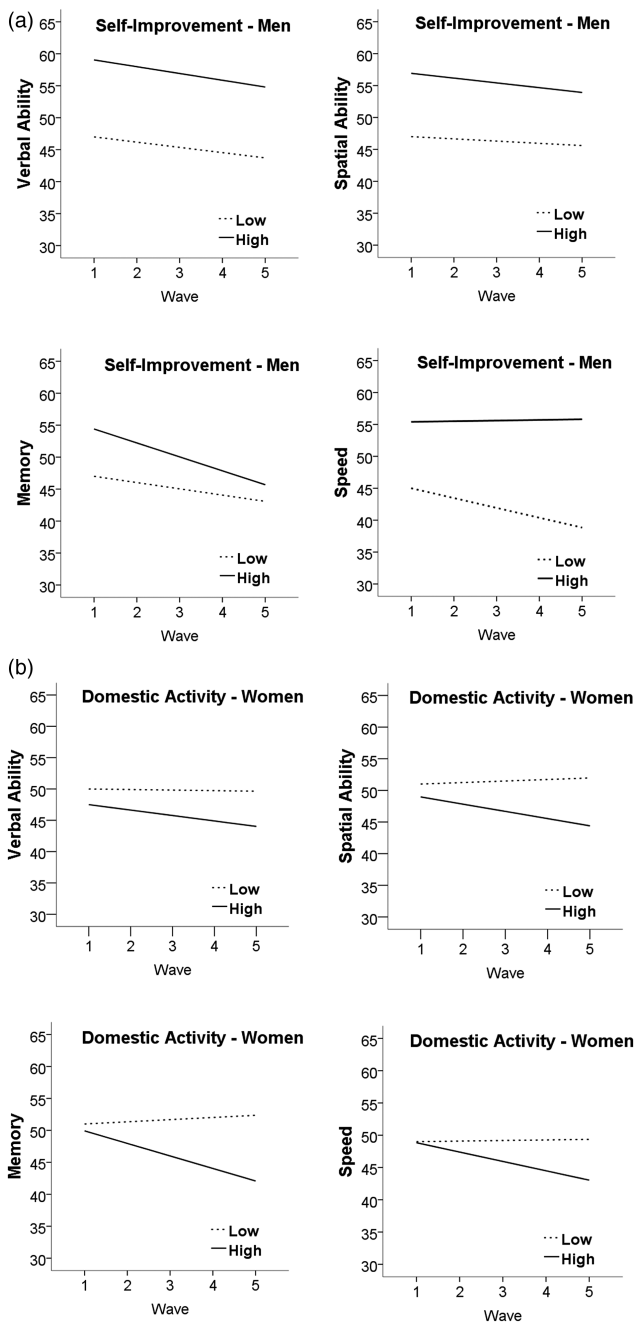 (a)
Self-Improvement - Men
65
60
55
50
45
40
35
30
Verbal Ability
Low
High
1 2 3 4 5
Wave
Self-Improvement - Men
65
60
55
50
45
40
35
30
Spatial Ability
Low
High
1 2 3 4 5
Wave
Self-Improvement - Men
65
60
55
50
45
40
35
30
Memory
Low
High
1 2 3 4 5
Wave
Self-Improvement - Men
65
60
55
50
45
40
35
30
Speed
Low
High
1 2 3 4 5
Wave
(b)
Domestic Activity - Women
65
60
55
50
45
40
35
30
Verbal Ability
Low
High
1 2 3 4 5
Wave
Domestic Activity - Women
65
60
55
50
45
40
35
30
Spatial Ability
Low
High
1 2 3 4 5
Wave
Domestic Activity - Women
65
60
55
50
45
40
35
30
Memory
Low
High
1 2 3 4 5
Wave
Domestic Activity - Women
65
60
55
50
45
40
35
30
Speed
Low
High
1 2 3 4 5
Wave